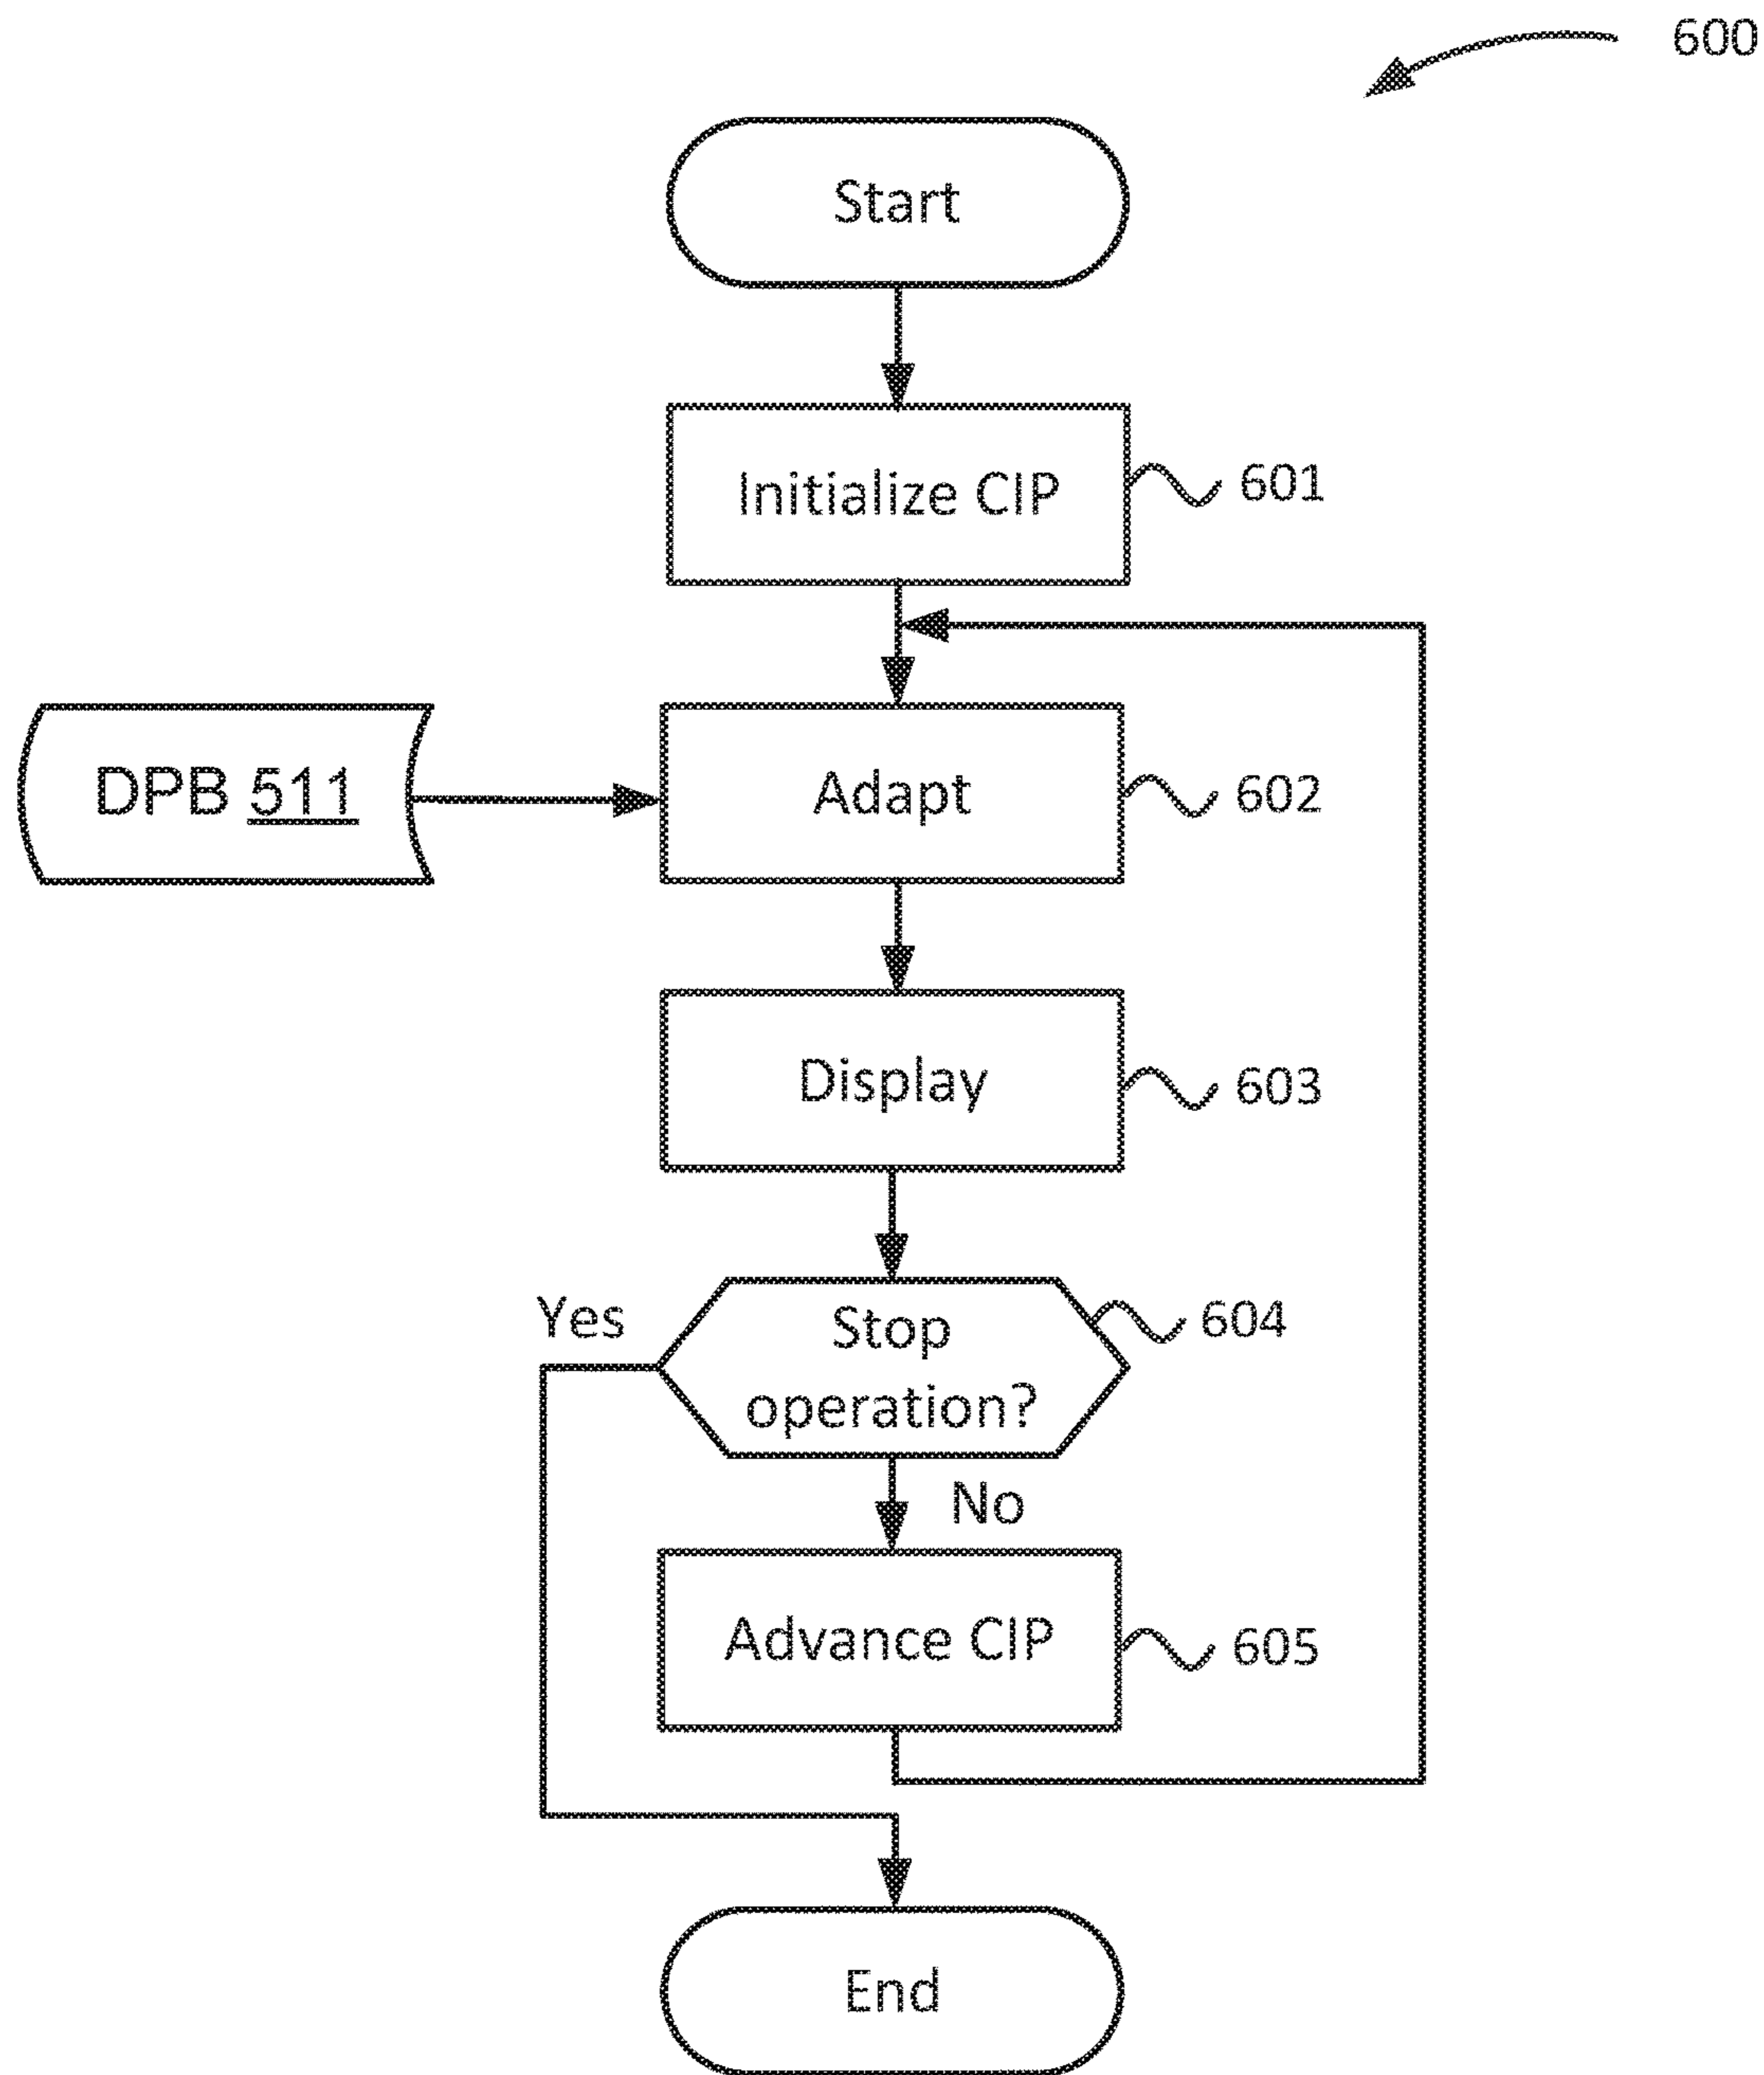 600
Start
Initialize CIP
601
DPB 511
Adapt
602
Display
603
Yes
Stop
operation?
604
No
Advance CIP
605
End